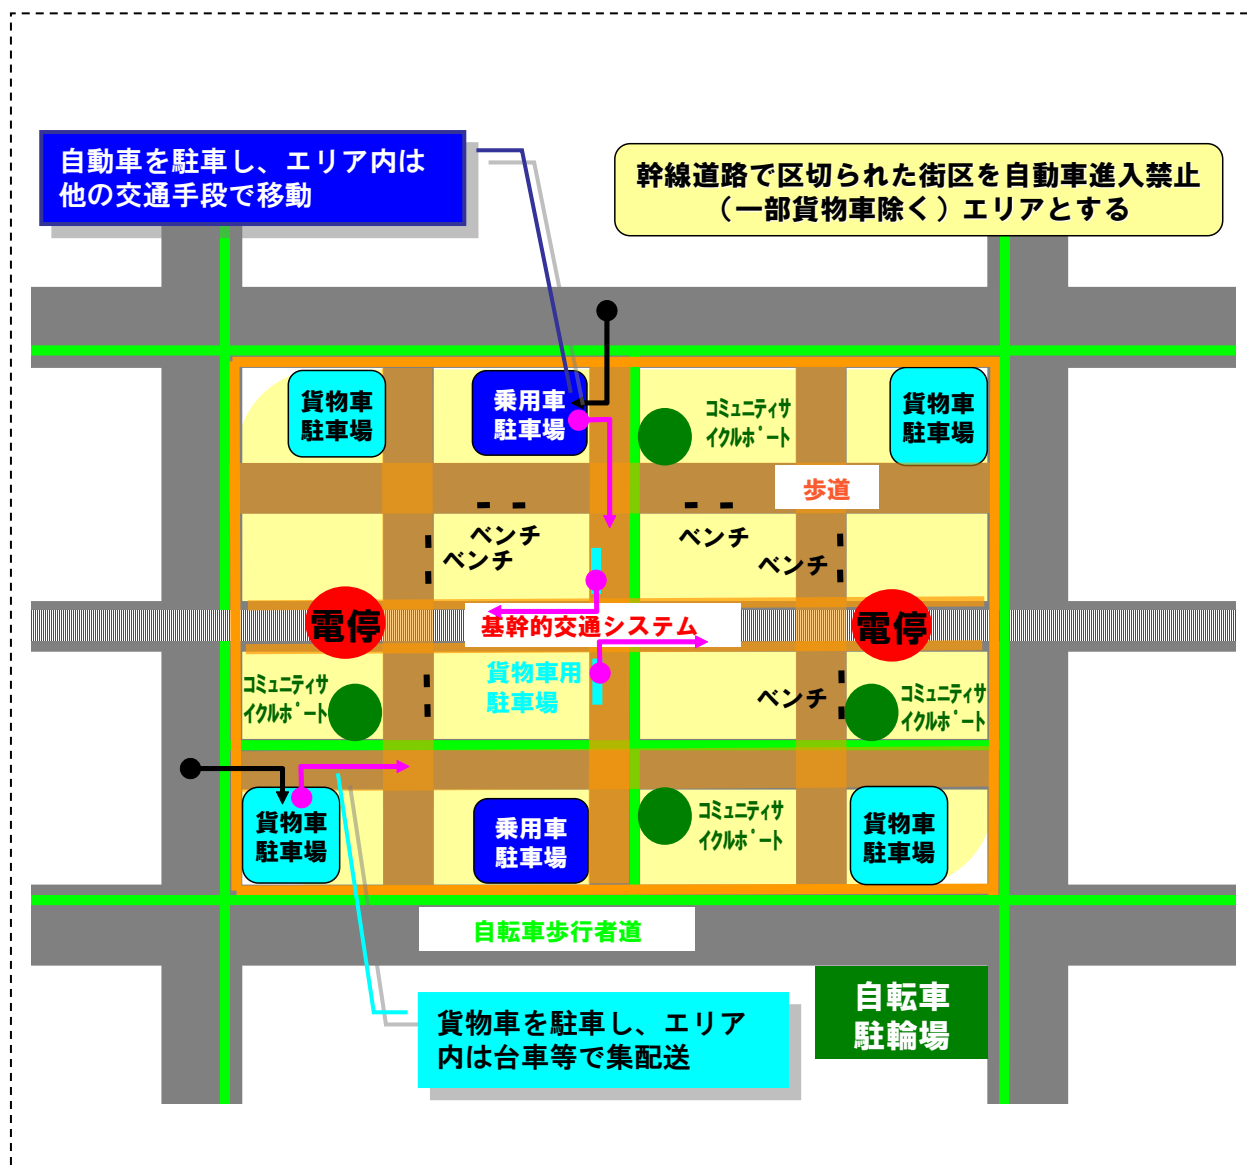 自動車を駐車し、エリア内は
他の交通手段で移動
幹線道路で区切られた街区を自動車進入禁止
（一部貨物車除く）エリアとする
貨物車
駐車場
乗用車
駐車場
コミュニティサ
イクルポート
貨物車
駐車場
歩道
ベンチ
ベンチ
ベンチ
ベンチ
電停
基幹的交通システム
電停
貨物車用
駐車場
コミュニティサ
イクルポート
ベンチ
コミュニティサ
イクルポート
貨物車
駐車場
乗用車
駐車場
コミュニティサ
イクルポート
貨物車
駐車場
自転車歩行者道
自転車
駐輪場
貨物車を駐車し、エリア
内は台車等で集配送